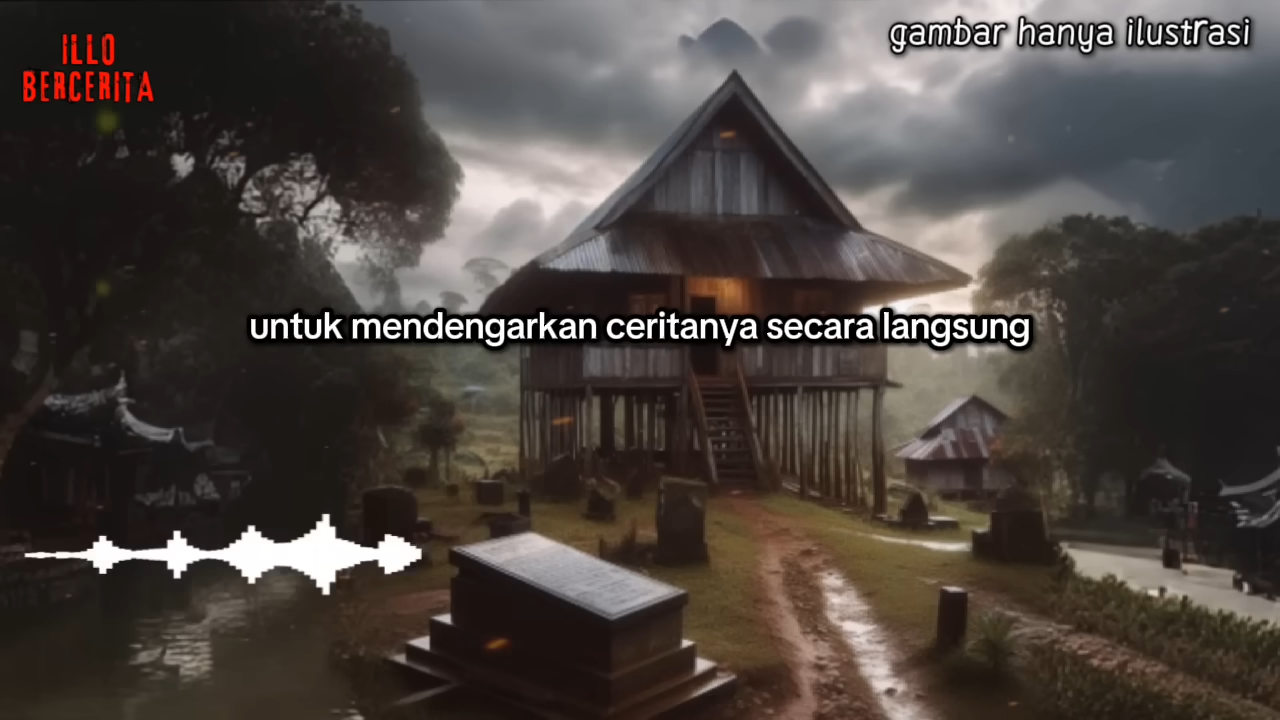 ILLO
BERCERITA
gambar hanya ilustrasi
untuk mendengarkan ceritanya secara langsung